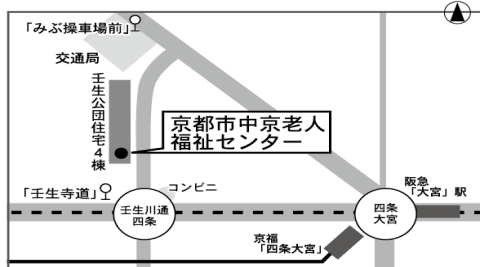 「みぶ操車場前」
交通局
壬生公団住宅4棟
京都市中京老人
福祉センター
「壬生寺道」
コンビニ
壬生川通
四条
四条
大宮
阪急
「大宮」駅
京福
「四条大宮」